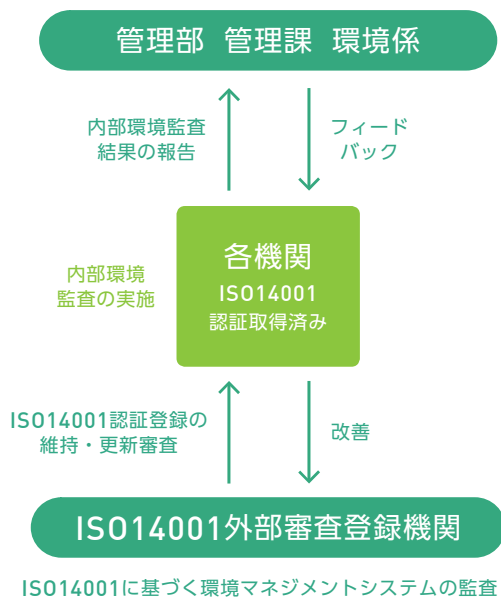 管理部 管理課 環境係
内部環境監査
結果の報告
フィード
バック
各機関
ISO14001
認証取得済み
内部環境
監査の実施
ISO14001認証登録の
維持・更新審査
改善
ISO14001外部審査登録機関
ISO14001に基づく環境マネジメントシステムの監査